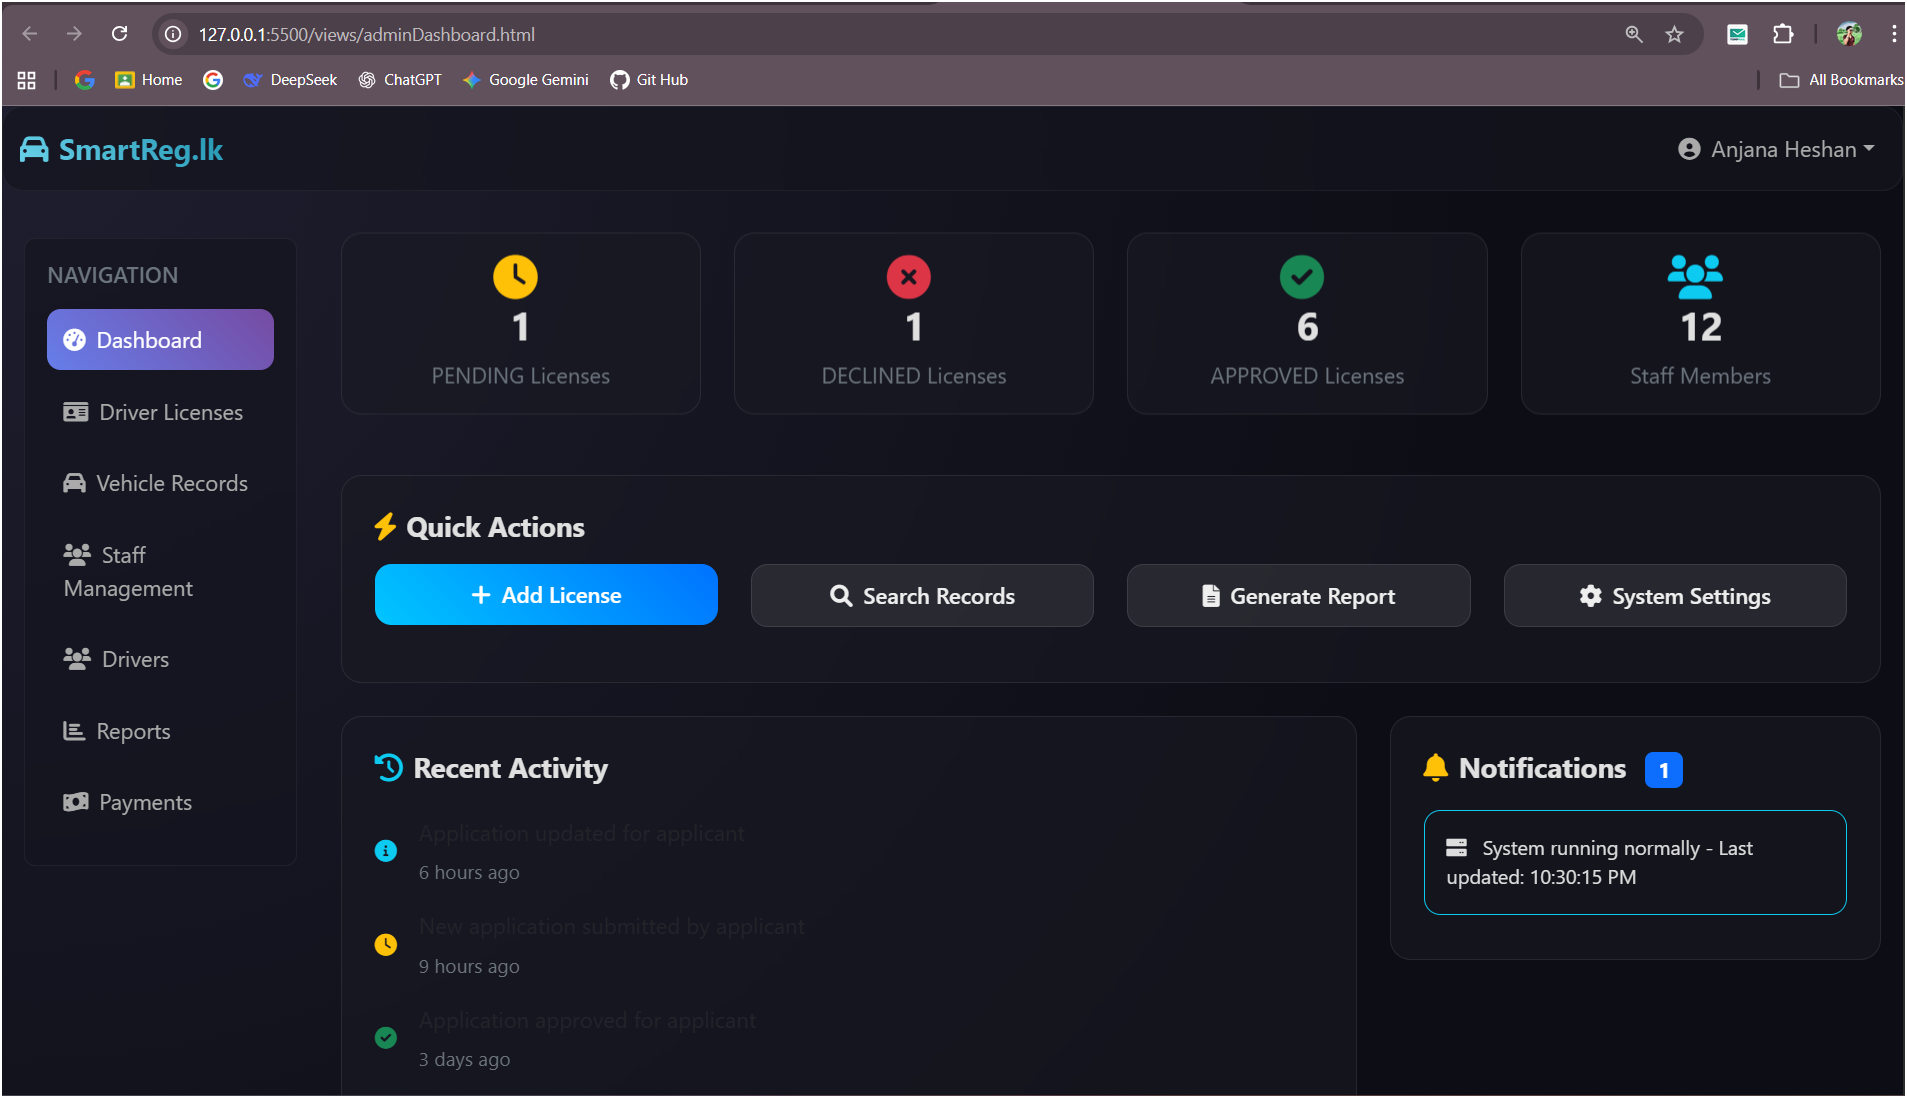 127.0.0.1:5500/views/adminDashboard.html
Home
DeepSeek
ChatGPT
Google Gemini
Git Hub
All Bookmarks
SmartReg.lk
Anjana Heshan
NAVIGATION
Dashboard
Driver Licenses
Vehicle Records
Staff
Management
Drivers
Reports
Payments
1
PENDING Licenses
1
DECLINED Licenses
6
APPROVED Licenses
12
Staff Members
Quick Actions
Add License
Search Records
Generate Report
System Settings
Recent Activity
Application updated for applicant
6 hours ago
New application submitted by applicant
9 hours ago
Application approved for applicant
3 days ago
Notifications 1
System running normally - Last
updated: 10:30:15 PM